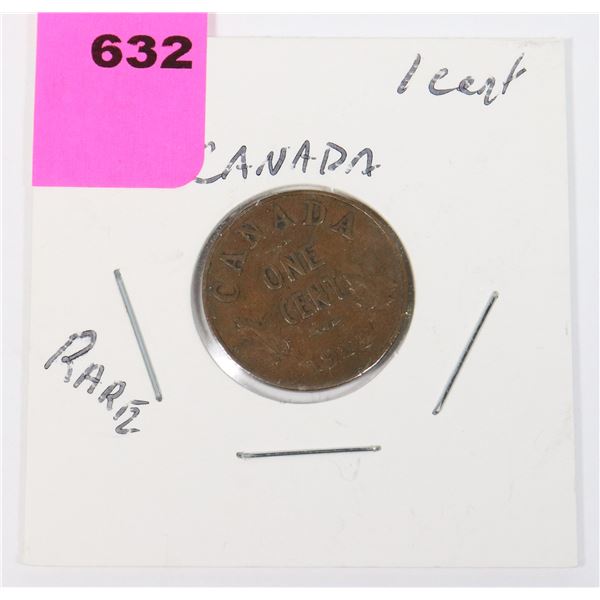 632
1 cent
CANADA
RARE
CANADA
ONE
CENT